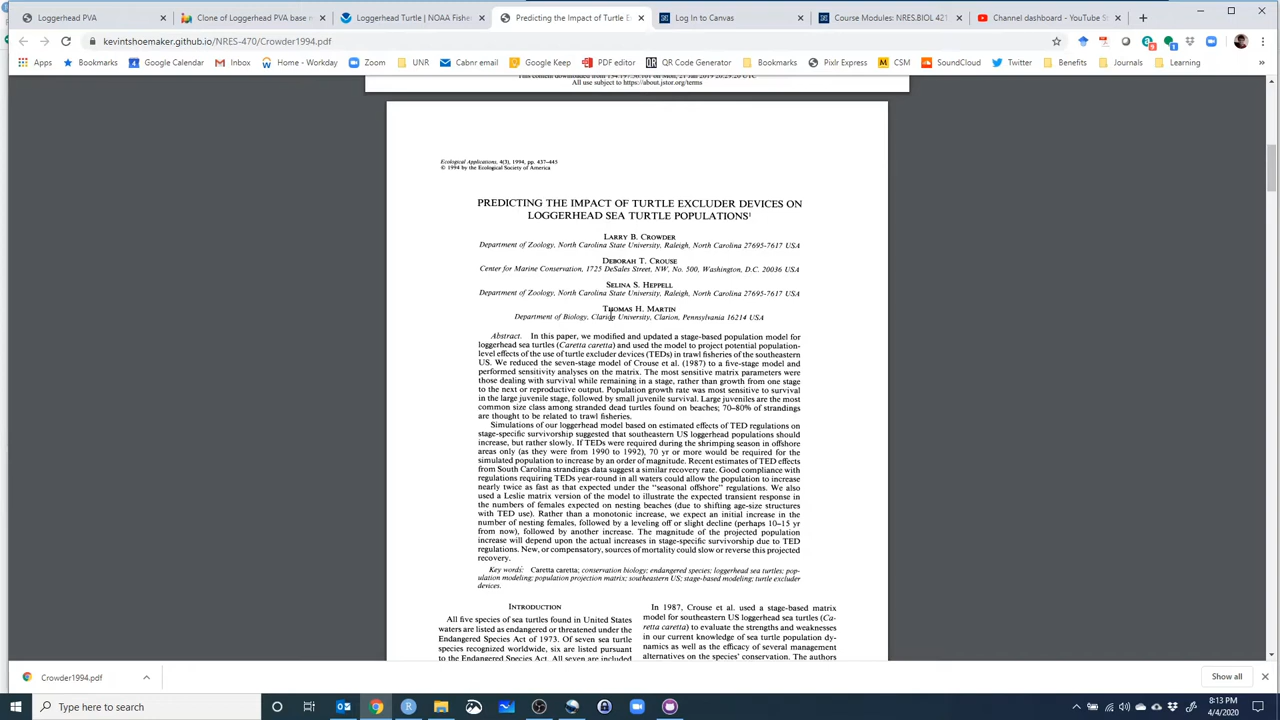 Loggerhead PVA
Clone of Loggerhead PVA base m
Loggerhead Turtle | NOAA Fisher
Predicting the Impact of Turtle E
Log In to Canvas
Course Modules: NRES.BIOL 421
Channel dashboard - YouTube S
kevintshoemaker.github.io/NRES-470/Crowder1994.pdf
Apps
Bookmarks
Google Calendar
Inbox
Home - Workday
Zoom
UNR
Cabnr email
Google Keep
PDF editor
QR Code Generator
Bookmarks
Pixlr Express
CSM
SoundCloud
Twitter
Benefits
Journals
Learning
»
All use subject to https://about.jstor.org/terms
Ecological Applications, 4(3), 1994, pp. 437–445
© 1994 by the Ecological Society of America
PREDICTING THE IMPACT OF TURTLE EXCLUDER DEVICES ON
LOGGERHEAD SEA TURTLE POPULATIONS¹
LARRY B. CROWDER
Department of Zoology, North Carolina State University, Raleigh, North Carolina 27695-7617 USA
DEBORAH T. CROUSE
Center for Marine Conservation, 1725 DeSales Street, NW, No. 500, Washington, D.C. 20036 USA
SELINA S. HEPPELL
Department of Zoology, North Carolina State University, Raleigh, North Carolina 27695-7617 USA
THOMAS H. MARTIN
Department of Biology, Clarion University, Clarion, Pennsylvania 16214 USA
Abstract. In this paper, we modified and updated a stage-based population model for
loggerhead sea turtles (Caretta caretta) and used the model to project potential population-
level effects of the use of turtle excluder devices (TEDs) in trawl fisheries of the southeastern
US. We reduced the seven-stage model of Crouse et al. (1987) to a five-stage model and
performed sensitivity analyses on the matrix. The most sensitive matrix parameters were
those dealing with survival while remaining in a stage, rather than growth from one stage
to the next or reproductive output. Population growth rate was most sensitive to survival
in the large juvenile stage, followed by small juvenile survival. Large juveniles are the most
common size class among stranded dead turtles found on beaches; 70–80% of strandings
are thought to be related to trawl fisheries.
Simulations of our loggerhead model based on estimated effects of TED regulations on
stage-specific survivorship suggested that southeastern US loggerhead populations should
increase, but rather slowly. If TEDs were required during the shrimping season in offshore
areas only (as they were from 1990 to 1992), 70 yr or more would be required for the
simulated population to increase by an order of magnitude. Recent estimates of TED effects
from South Carolina strandings data suggest a similar recovery rate. Good compliance with
regulations requiring TEDs year-round in all waters could allow the population to increase
nearly twice as fast as that expected under the "seasonal offshore" regulations. We also
used a Leslie matrix version of the model to illustrate the expected transient response in
the numbers of females expected on nesting beaches (due to shifting age-size structures
with TED use). Rather than a monotonic increase, we expect an initial increase in the
number of nesting females, followed by a leveling off or slight decline (perhaps 10–15 yr
from now), followed by another increase. The magnitude of the projected population
increase will depend upon the actual increases in stage-specific survivorship due to TED
regulations. New, or compensatory, sources of mortality could slow or reverse this projected
recovery.
Key words: Caretta caretta; conservation biology; endangered species; loggerhead sea turtles; pop-
ulation modeling; population projection matrix; southeastern US; stage-based modeling; turtle excluder
devices.
INTRODUCTION
All five species of sea turtles found in United States
waters are listed as endangered or threatened under the
Endangered Species Act of 1973. Of seven sea turtle
species recognized worldwide, six are listed pursuant
to the Endangered Species Act. All seven are included
In 1987, Crouse et al. used a stage-based matrix
model for southeastern US loggerhead sea turtles (Ca-
retta caretta) to evaluate the strengths and weaknesses
in our current knowledge of sea turtle population dy-
namics as well as the efficacy of several management
alternatives on the species' conservation. The authors
Crowder1994.pdf
Show all
Type here to search
8:13 PM
4/4/2020